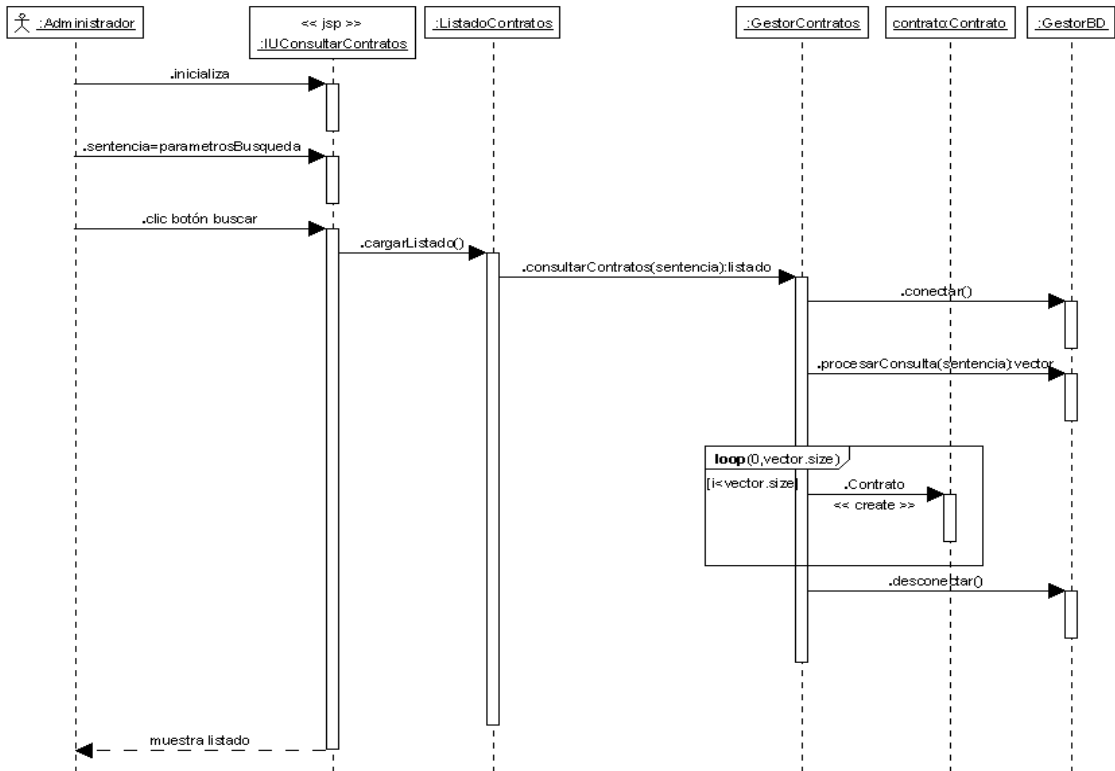 :Administrador
<< jsp >>
:IUConsultarContratos
:ListadoContratos
:GestorContratos
contrato:Contrato
:GestorBD
.inicializa
.sentencia=parametrosBusqueda
.clic botón buscar
.cargarListado()
.consultarContratos(sentencia):listado
.conectar()
.procesarConsulta(sentencia):vector
loop(0,vector.size)
[i<vector.size]
.Contrato
<< create >>
.desconectar()
muestra listado